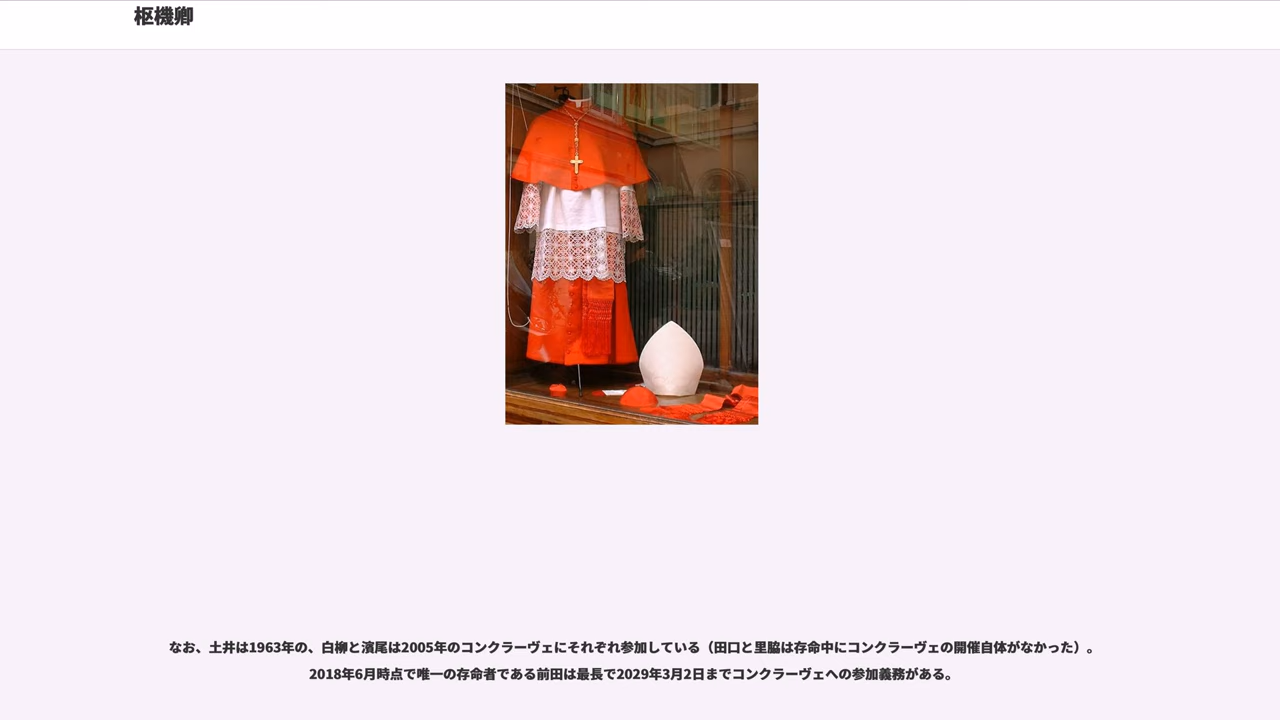 枢機卿
なお、土井は1963年の、白柳と濱尾は2005年のコンクラーヴェにそれぞれ参加している（田口と里脇は存命中にコンクラーヴェの開催自体がなかった）。
2018年6月時点で唯一の存命者である前田は最長で2029年3月2日までコンクラーヴェへの参加義務がある。